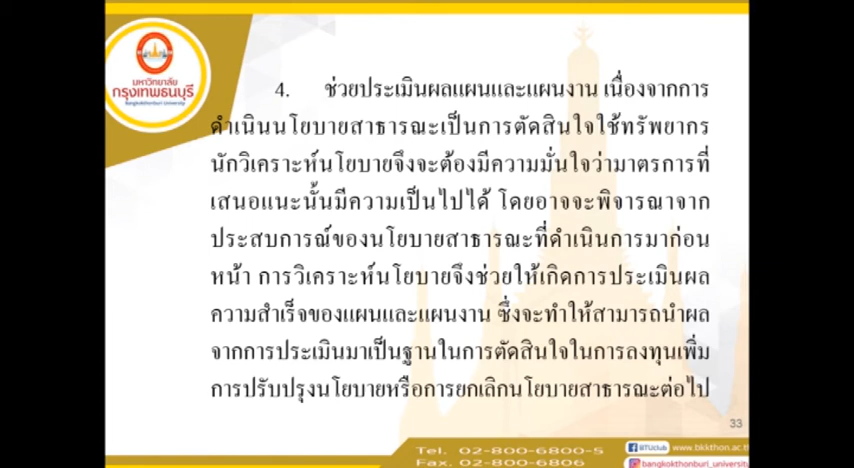 มหาวิทยาลัย
กรุงเทพธนบุรี
Bangkokthonburi University
4. ช่วยประเมินผลแผนและแผนงาน เนื่องจากการ
ดำเนินนโยบายสาธารณะเป็นการตัดสินใจใช้ทรัพยากร
นักวิเคราะห์นโยบายจึงจะต้องมีความมั่นใจว่ามาตรการที่
เสนอแนะนั้นมีความเป็นไปได้ โดยอาจจะพิจารณาจาก
ประสบการณ์ของนโยบายสาธารณะที่ดำเนินการมาก่อน
หน้า การวิเคราะห์นโยบายจึงช่วยให้เกิดการประเมินผล
ความสำเร็จของแผนและแผนงาน ซึ่งจะทำให้สามารถนำผล
จากการประเมินมาเป็นฐานในการตัดสินใจในการลงทุนเพิ่ม
การปรับปรุงนโยบายหรือการยกเลิกนโยบายสาธารณะต่อไป
33
Tel. 02-800-6800-5
BTUclub www.bkkthon.ac.t
Fax. 02-800-6806
bangkokthonburi_university